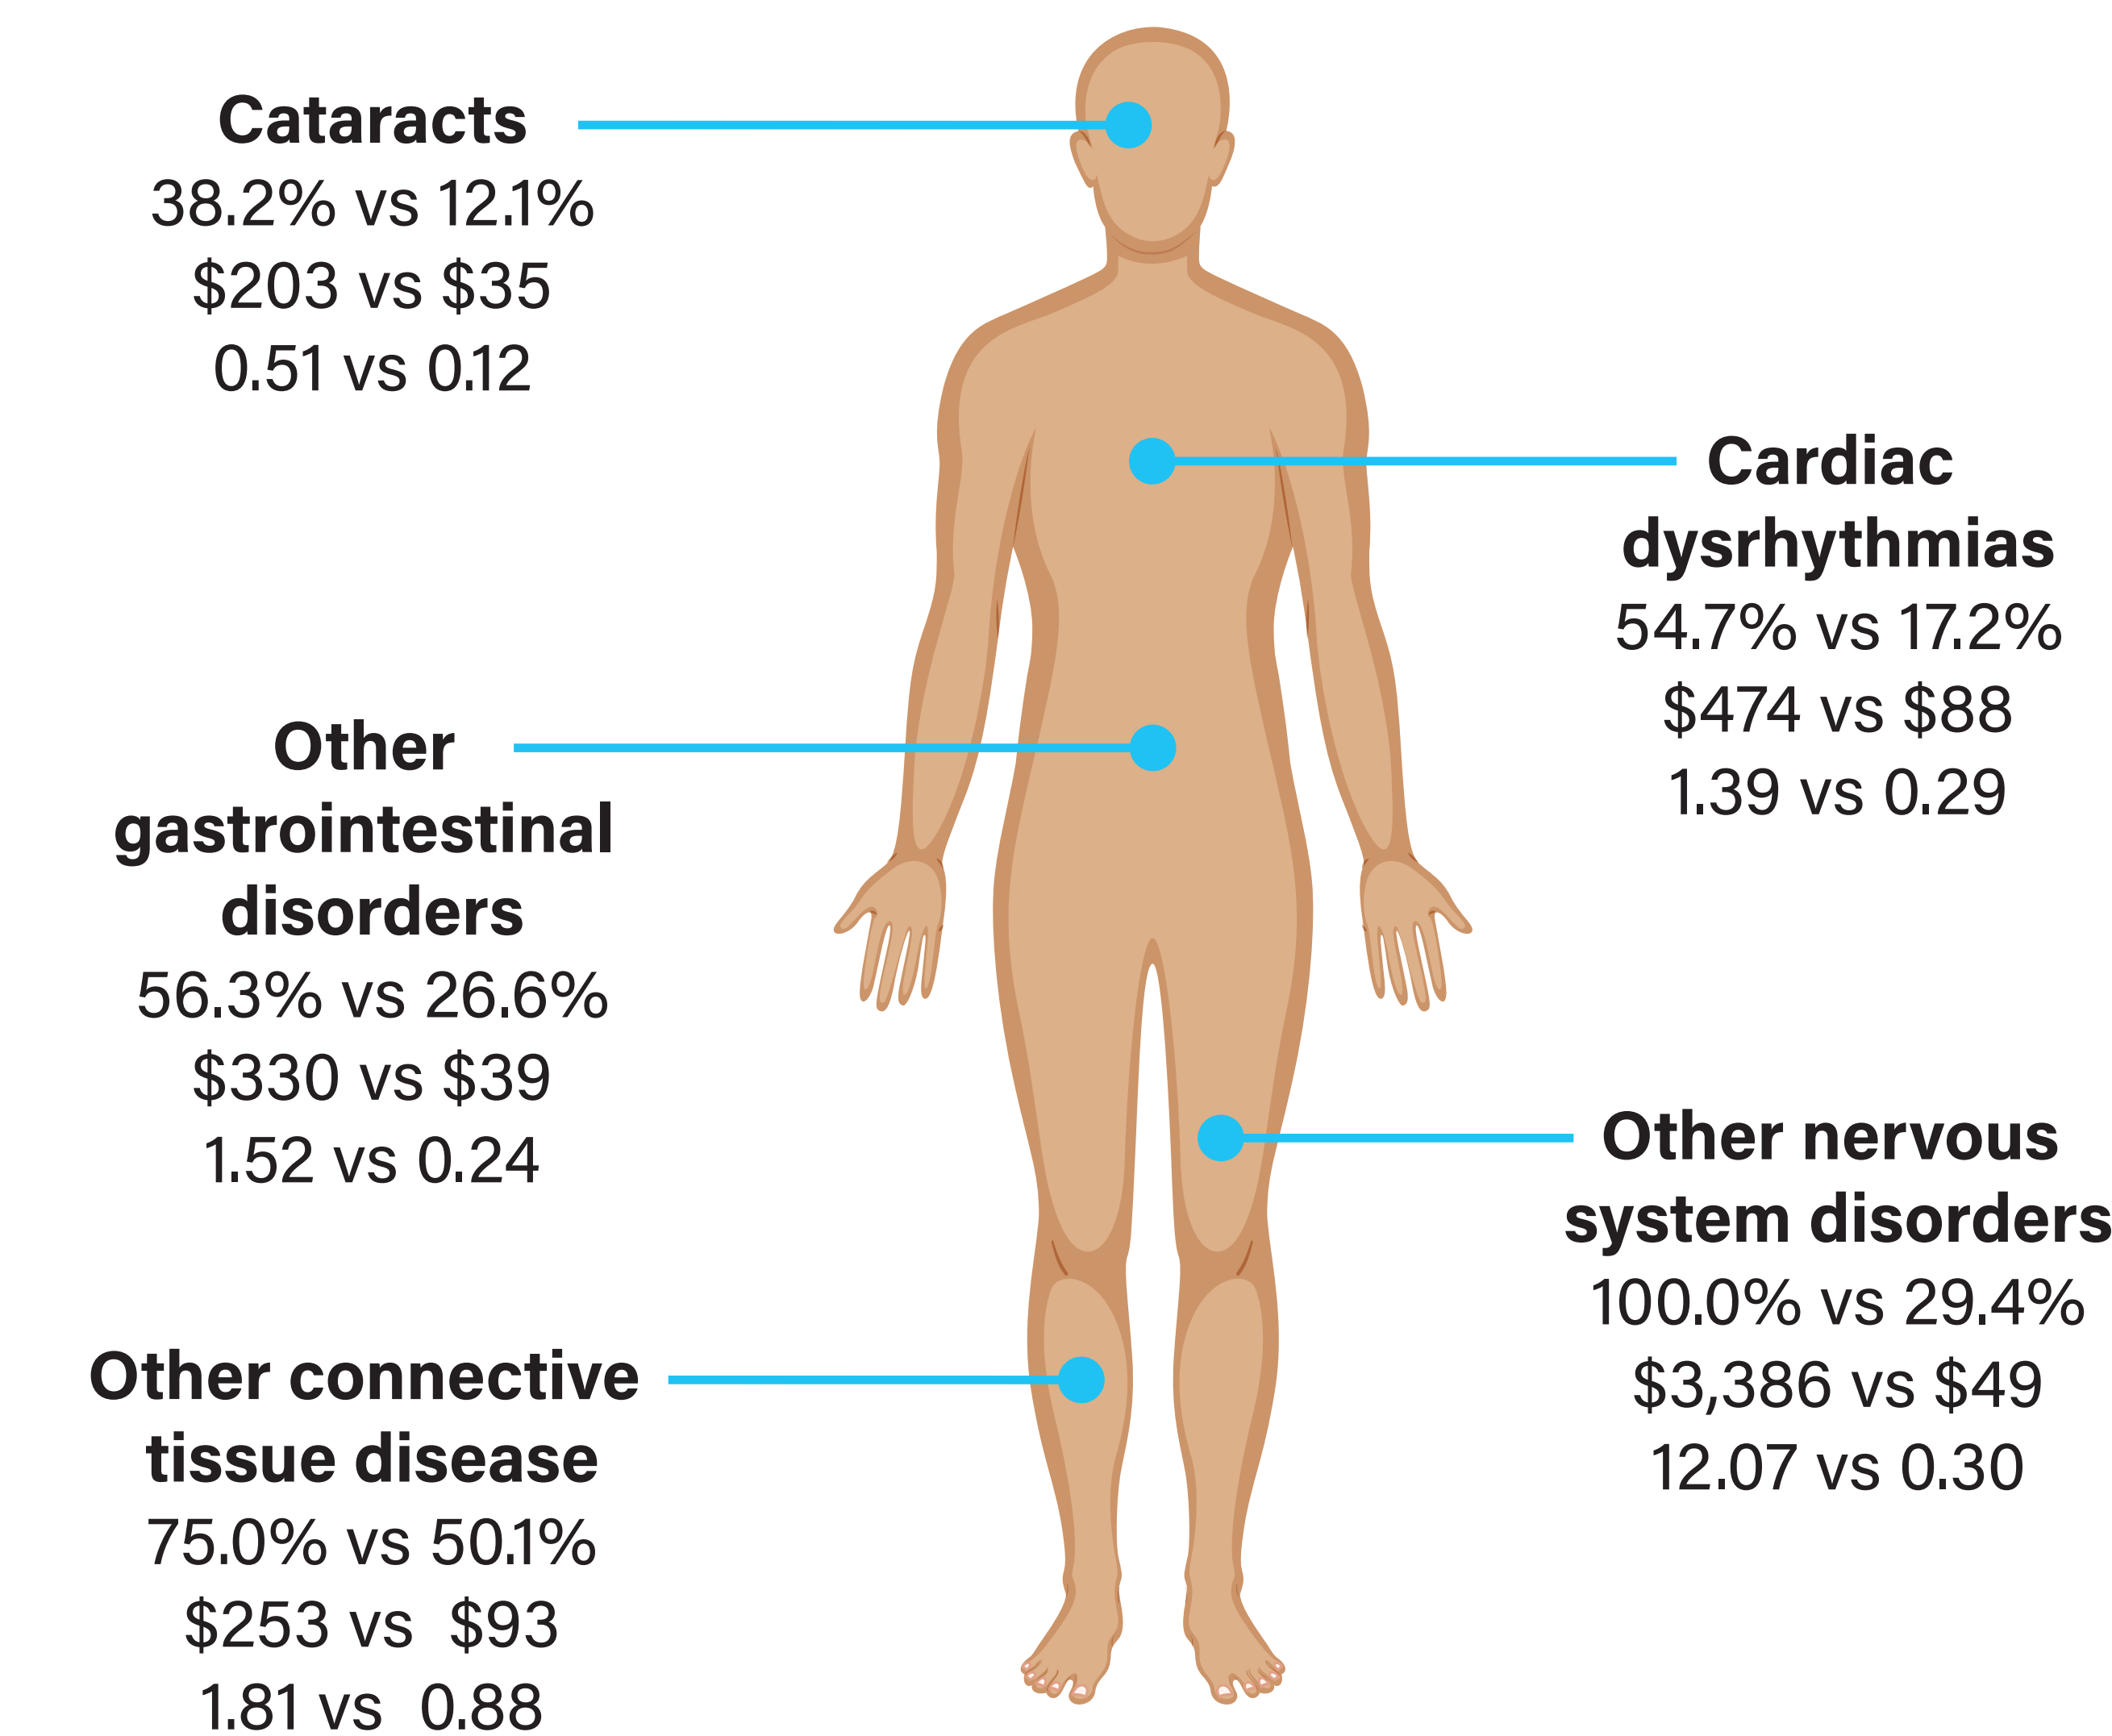 Cataracts
38.2% vs 12.1%
$203 vs $35
0.51 vs 0.12
Cardiac
dysrhythmias
54.7% vs 17.2%
$474 vs $88
1.39 vs 0.29
Other
gastrointestinal
disorders
56.3% vs 26.6%
$330 vs $39
1.52 vs 0.24
Other nervous
system disorders
100.0% vs 29.4%
$3,386 vs $49
12.07 vs 0.30
Other connective
tissue disease
75.0% vs 50.1%
$253 vs $93
1.81 vs 0.88